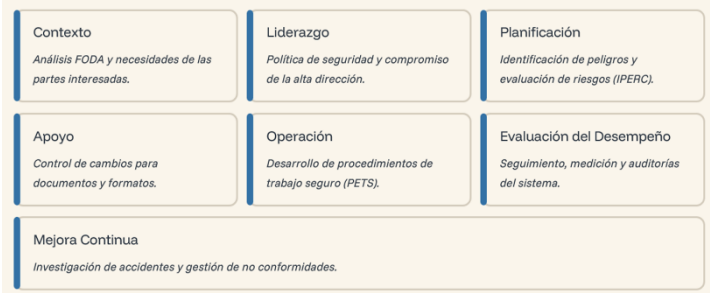 Contexto
Análisis FODA y necesidades de las
partes interesadas.
Liderazgo
Política de seguridad y compromiso
de la alta dirección.
Planificación
Identificación de peligros y
evaluación de riesgos (IPERC).
Apoyo
Control de cambios para
documentos y formatos.
Operación
Desarrollo de procedimientos de
trabajo seguro (PETS).
Evaluación del Desempeño
Seguimiento, medición y auditorías
del sistema.
Mejora Continua
Investigación de accidentes y gestión de no conformidades.